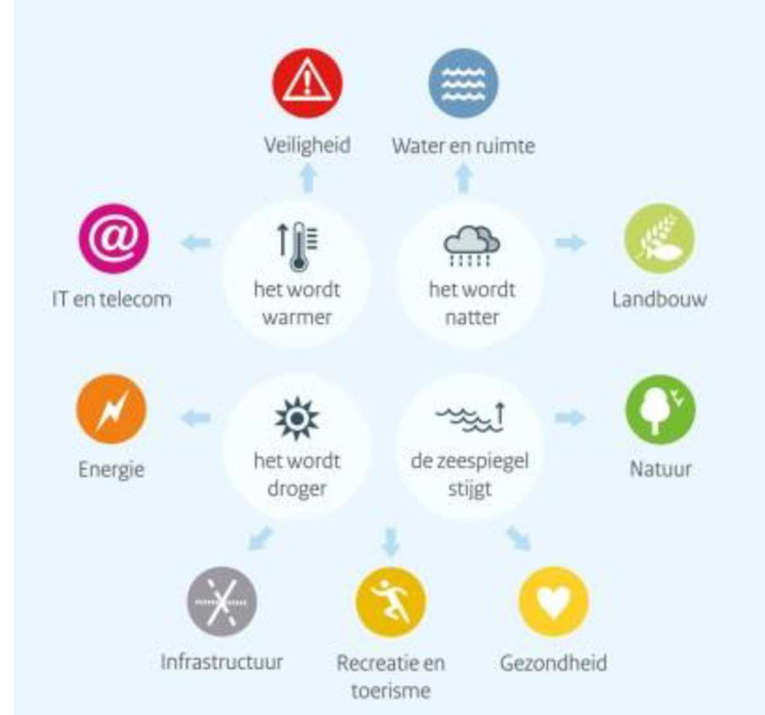 Veiligheid
Water en ruimte
IT en telecom
het wordt
warmer
het wordt
natter
Landbouw
Energie
het wordt
droger
de zeespiegel
stijgt
Natuur
Infrastructuur
Recreatie en
toerisme
Gezondheid